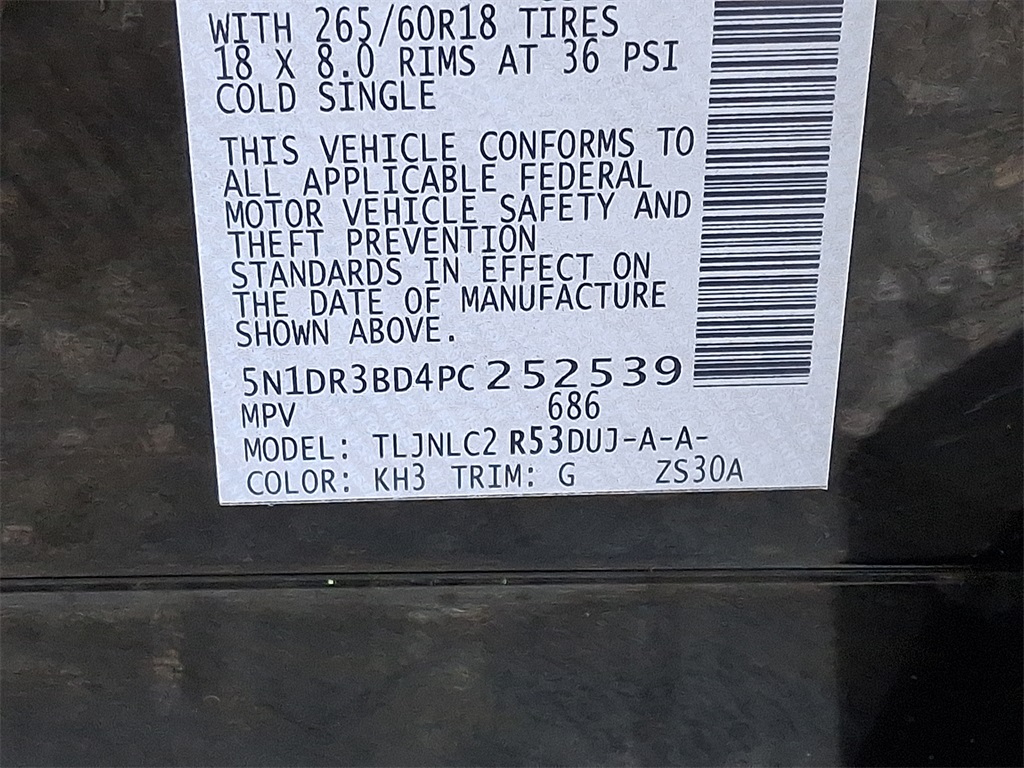 WITH 265/60R18 TIRES
18 X 8.0 RIMS AT 36 PSI
COLD SINGLE
THIS VEHICLE CONFORMS TO
ALL APPLICABLE FEDERAL
MOTOR VEHICLE SAFETY AND
THEFT PREVENTION
STANDARDS IN EFFECT ON
THE DATE OF MANUFACTURE
SHOWN ABOVE.
5N1DR3BD4PC252539
MPV 686
MODEL: TLJNLC2 R53DUJ-A-A-
COLOR: KH3 TRIM: G ZS30A